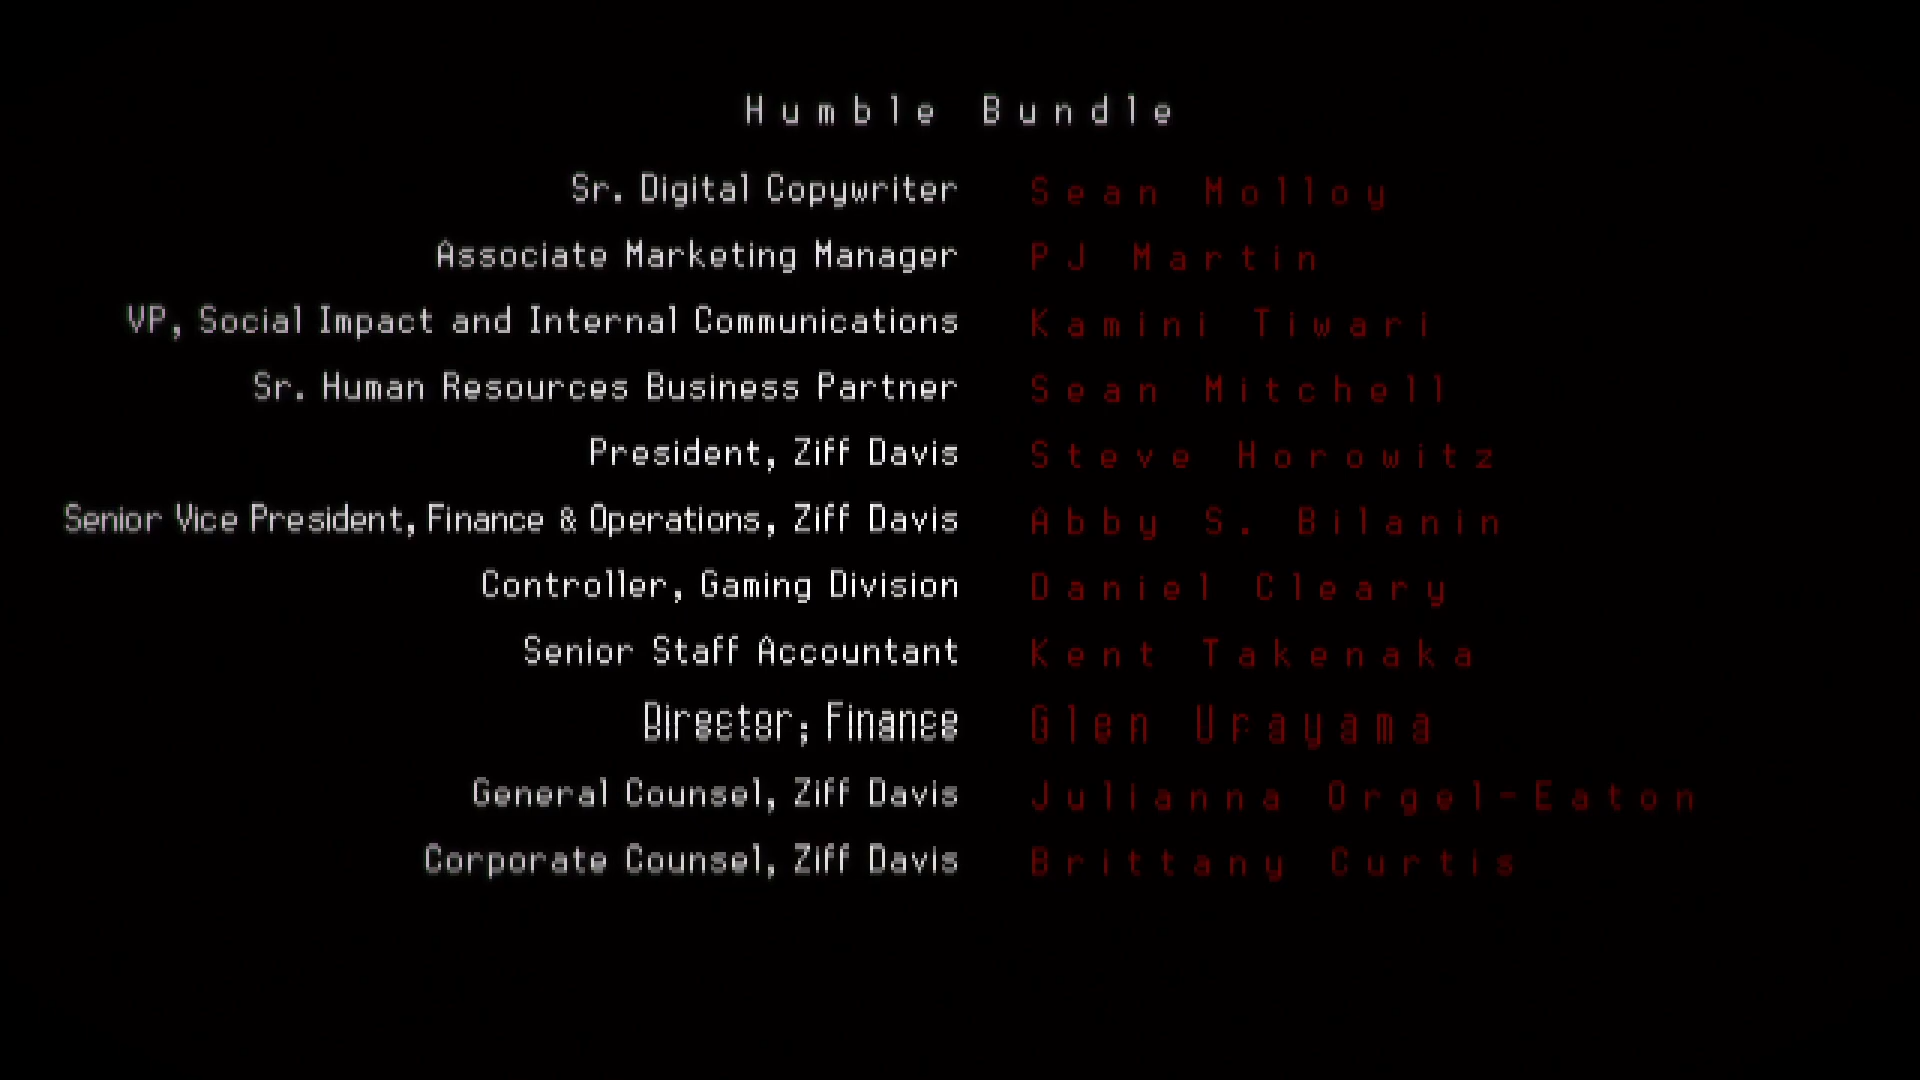 Humble Bundle
Sr. Digital Copywriter Sean Molloy
Associate Marketing Manager PJ Martin
VP, Social Impact and Internal Communications Kamini Tiwari
Sr. Human Resources Business Partner Sean Mitchell
President, Ziff Davis Steve Horowitz
Senior Vice President, Finance & Operations, Ziff Davis Abby S. Bilanin
Controller, Gaming Division Daniel Cleary
Senior Staff Accountant Kent Takenaka
Director, Finance Glen Urayama
General Counsel, Ziff Davis Julianna Orgel-Eaton
Corporate Counsel, Ziff Davis Brittany Curtis